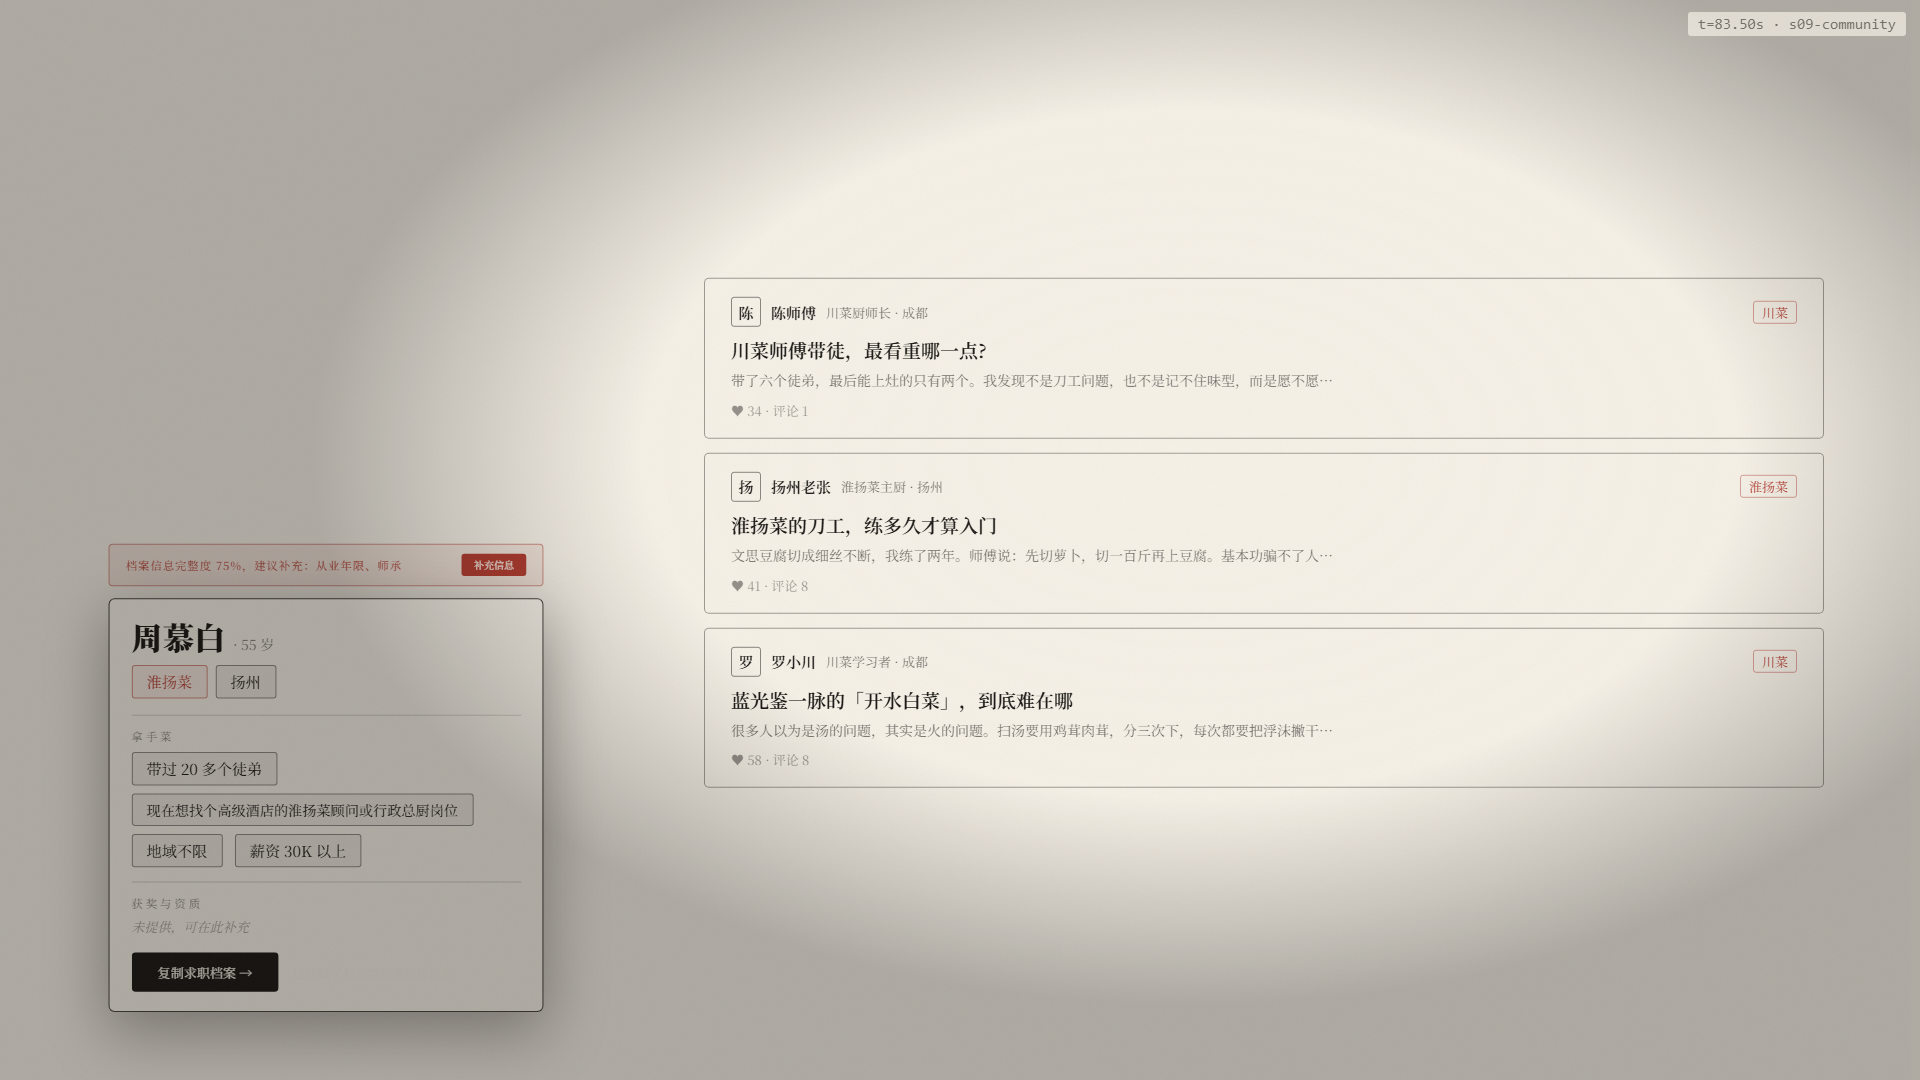 t=83.50s · s09-community
陈 陈师傅 川菜厨师长 · 成都 川菜
川菜师傅带徒，最看重哪一点?
带了六个徒弟，最后能上灶的只有两个。我发现不是刀工问题，也不是记不住味型，而是愿不愿…
♥ 34 · 评论 1
扬 扬州老张 淮扬菜主厨 · 扬州 淮扬菜
淮扬菜的刀工，练多久才算入门
文思豆腐切成细丝不断，我练了两年。师傅说：先切萝卜，切一百斤再上豆腐。基本功骗不了人…
♥ 41 · 评论 8
罗 罗小川 川菜学习者 · 成都 川菜
蓝光鉴一脉的「开水白菜」，到底难在哪
很多人以为是汤的问题，其实是火的问题。扫汤要用鸡茸肉茸，分三次下，每次都要把浮沫撇干…
♥ 58 · 评论 8
档案信息完整度 75%，建议补充：从业年限、师承 补充信息
周慕白 · 55 岁
淮扬菜 扬州
拿手菜
带过 20 多个徒弟
现在想找个高级酒店的淮扬菜顾问或行政总厨岗位
地域不限 薪资 30K 以上
获奖与资质
未提供，可在此补充
复制求职档案 →